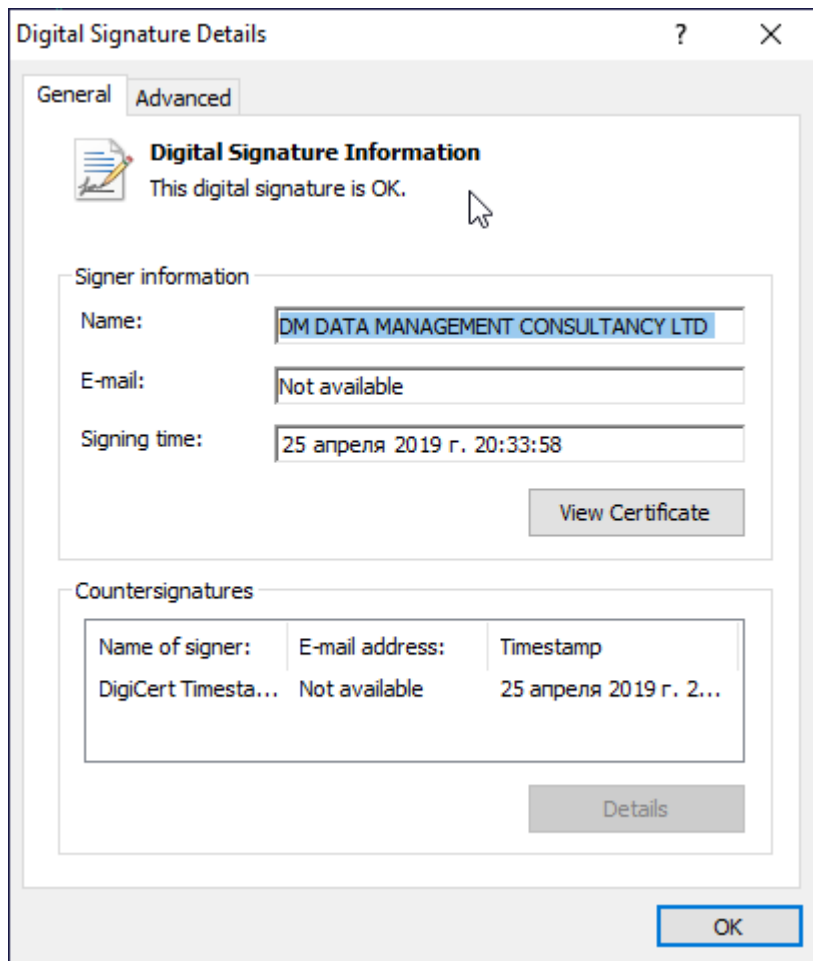 Digital Signature Details
General Advanced
Digital Signature Information
This digital signature is OK.
Signer information
Name: DM DATA MANAGEMENT CONSULTANCY LTD
E-mail: Not available
Signing time: 25 апреля 2019 г. 20:33:58
View Certificate
Countersignatures
Name of signer: E-mail address: Timestamp
DigiCert Timesta... Not available 25 апреля 2019 г. 2...
Details
OK